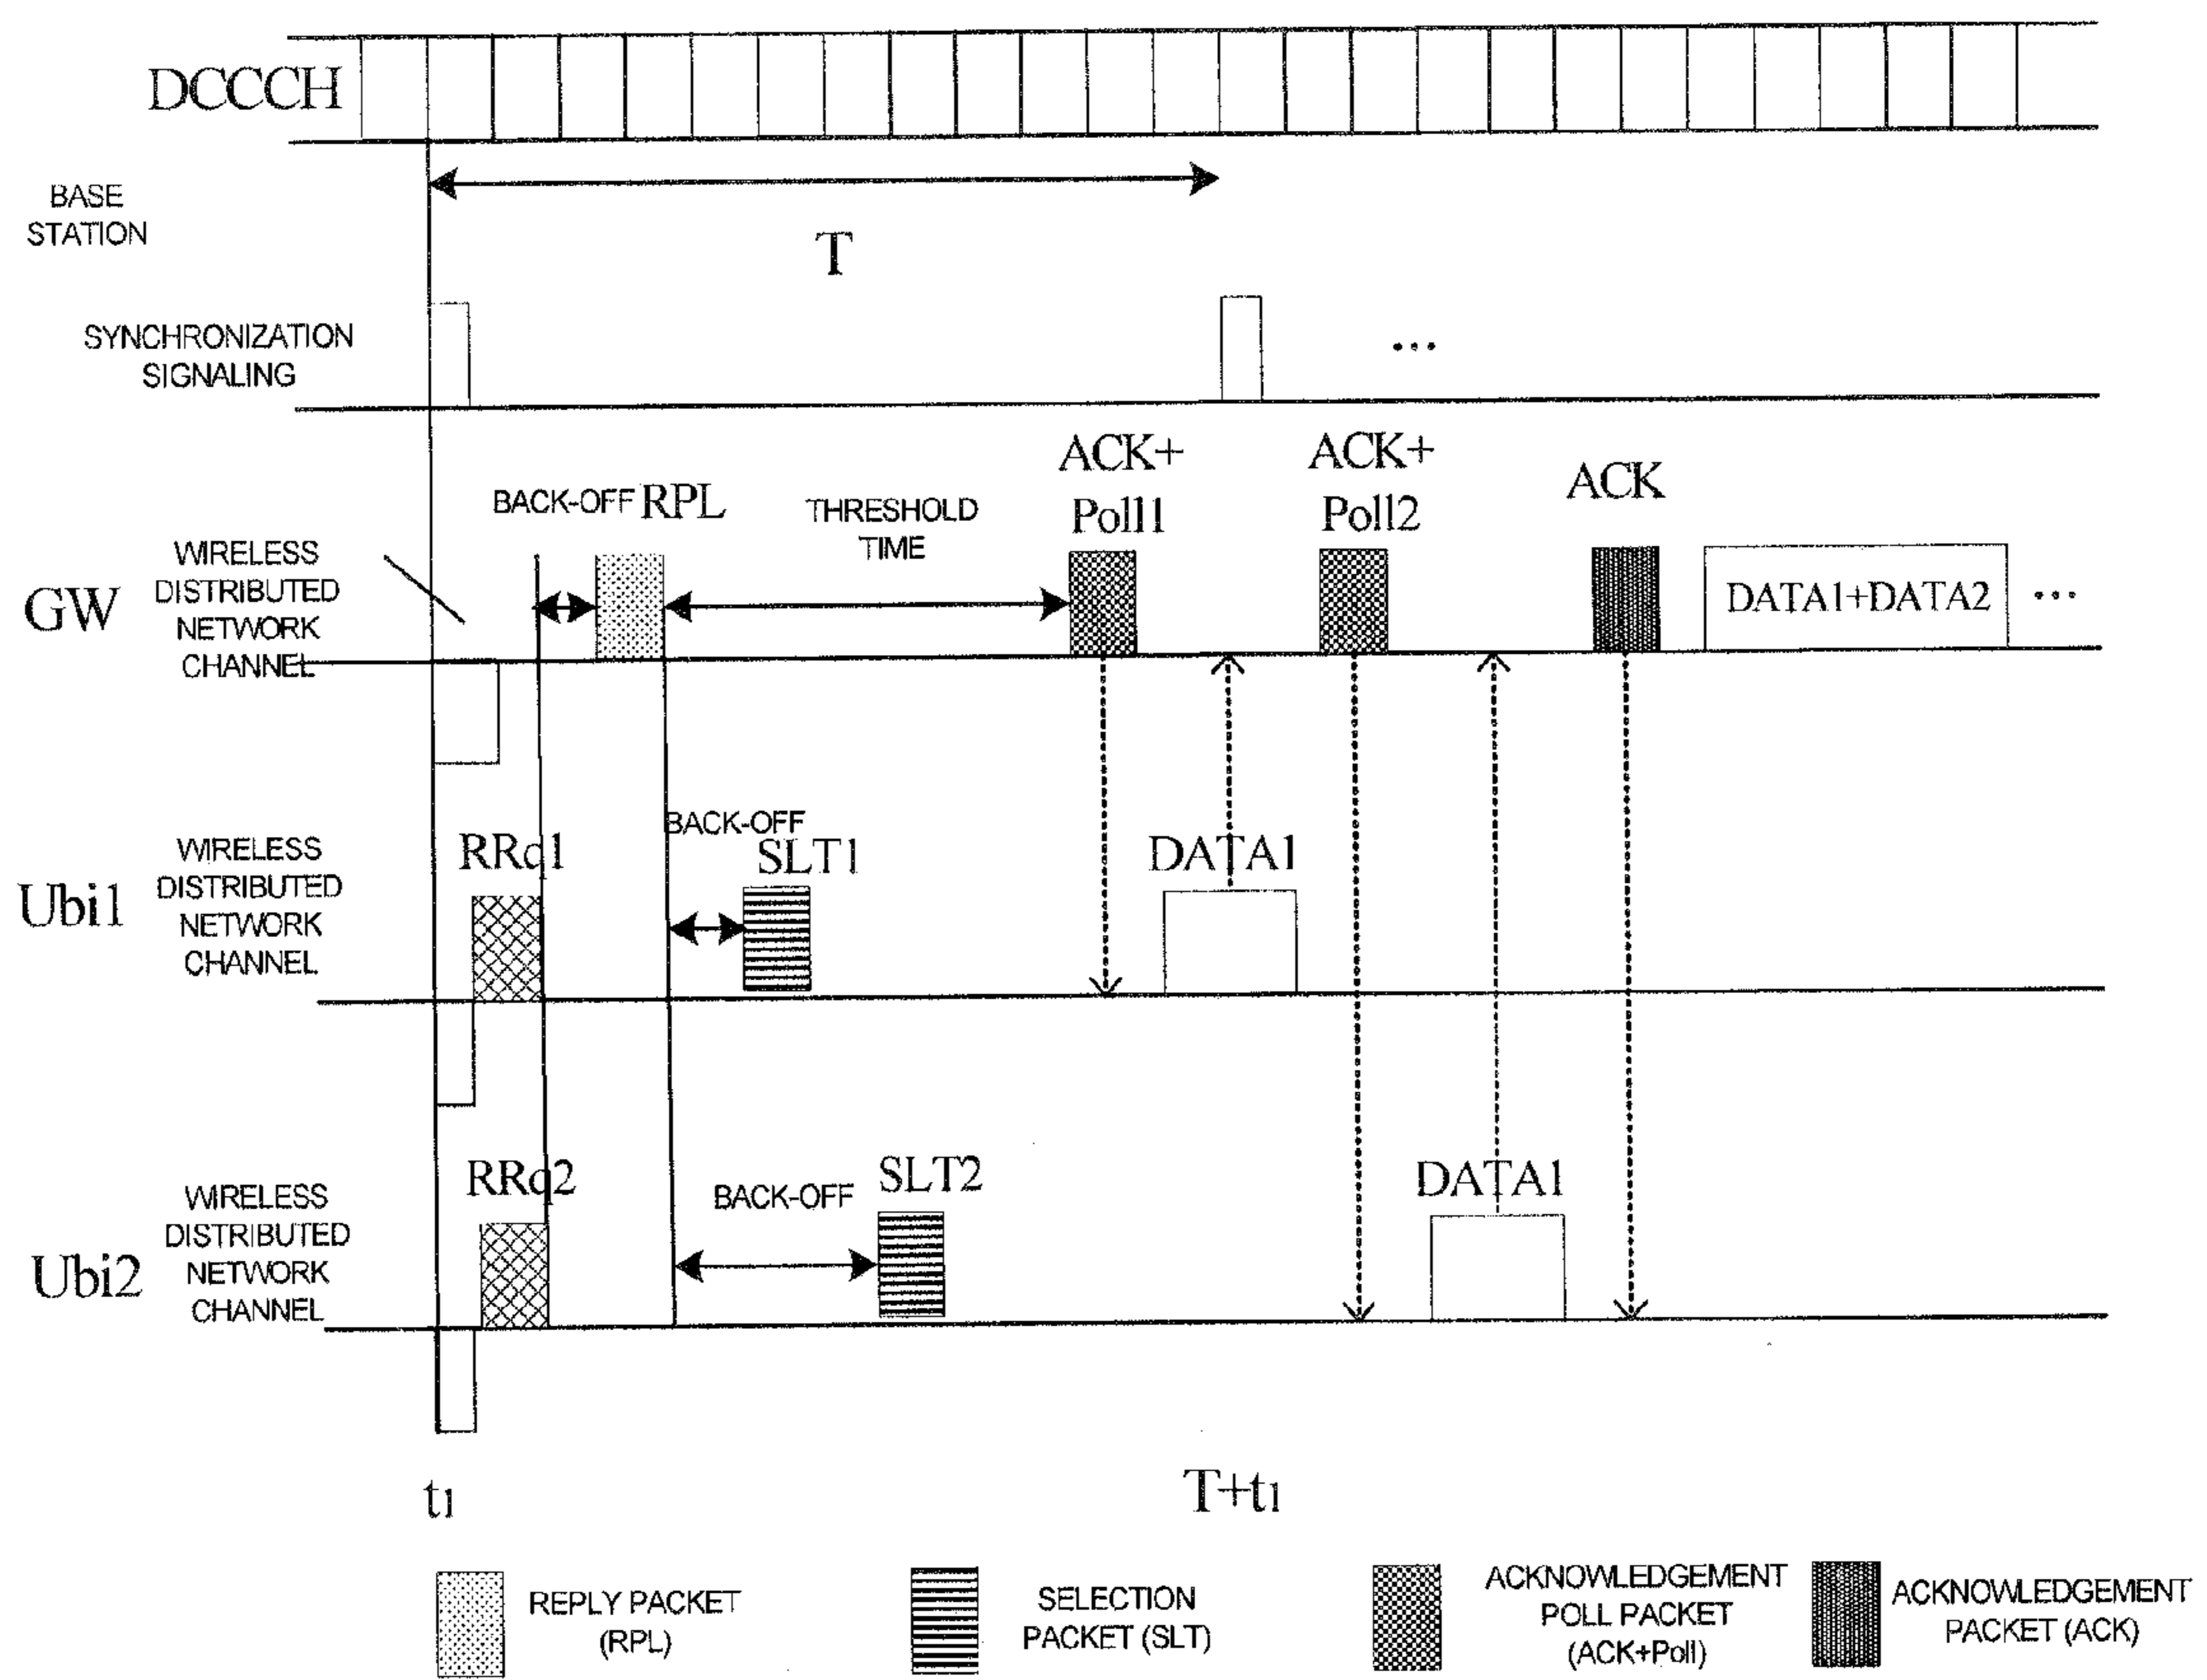 DCCCH
BASE
STATION
T
SYNCHRONIZATION
SIGNALING
...
ACK+
Poll1
ACK+
Poll2
ACK
BACK-OFF RPL
THRESHOLD
TIME
GW
WIRELESS
DISTRIBUTED
NETWORK
CHANNEL
DATA1+DATA2
...
Ubi1
WIRELESS
DISTRIBUTED
NETWORK
CHANNEL
RRq1
BACK-OFF
SLT1
DATA1
Ubi2
WIRELESS
DISTRIBUTED
NETWORK
CHANNEL
RRq2
BACK-OFF
SLT2
DATA1
t1
T+t1
REPLY PACKET
(RPL)
SELECTION
PACKET (SLT)
ACKNOWLEDGEMENT
POLL PACKET
(ACK+Poll)
ACKNOWLEDGEMENT
PACKET (ACK)